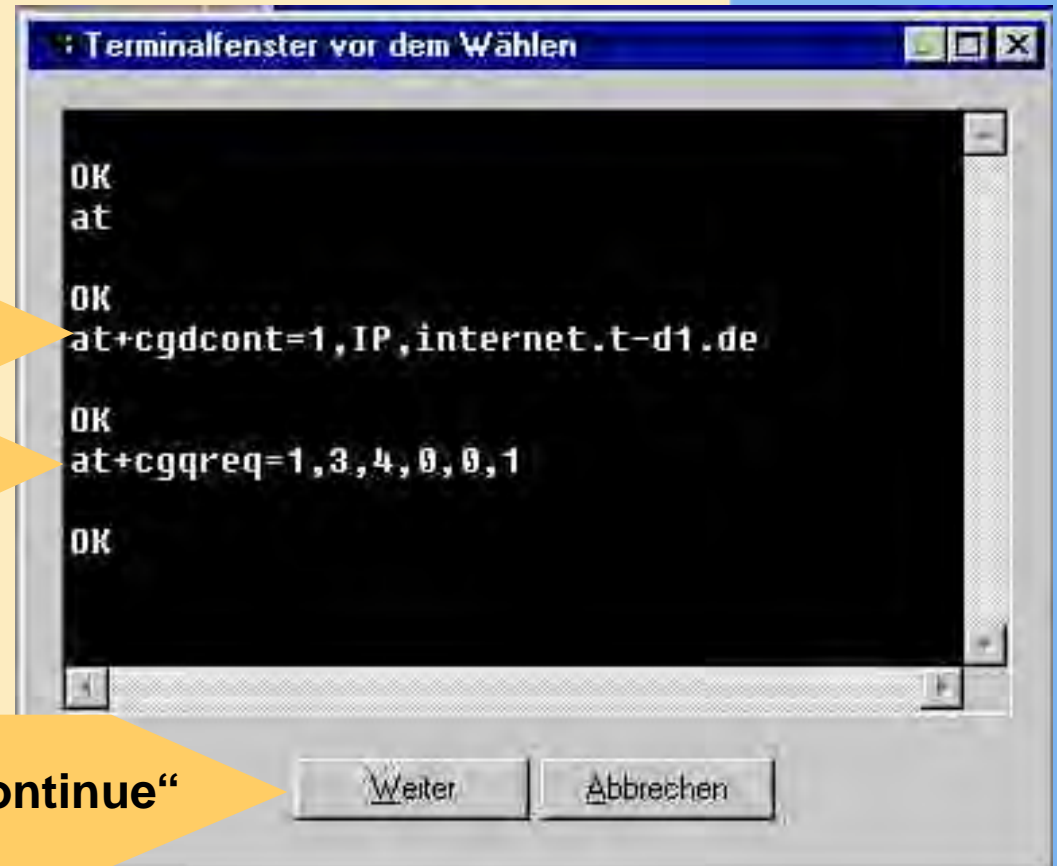 Terminalfenster vor dem Wählen
OK
at
OK
at+cgdcont=1,IP,internet.t-d1.de
OK
at+cgqreq=1,3,4,0,0,1
OK
ontinue“
Weiter
Abbrechen